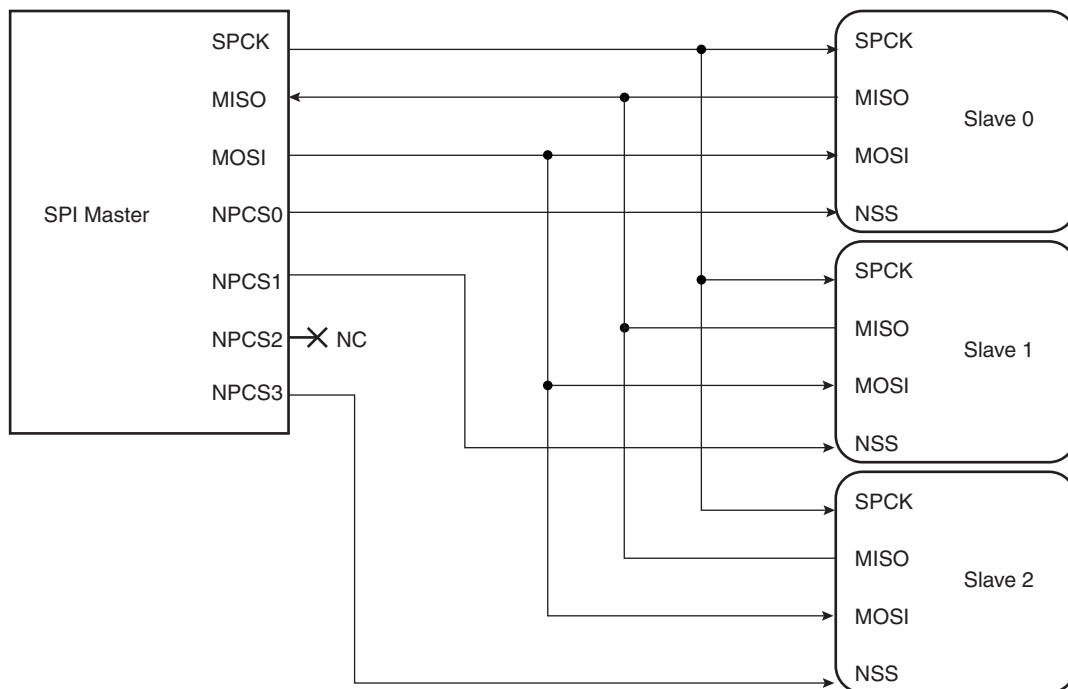 SPI Master
SPCK
MISO
MOSI
NPCS0
NPCS1
NPCS2
NC
NPCS3
SPCK
MISO
Slave 0
MOSI
NSS
SPCK
MISO
Slave 1
MOSI
NSS
SPCK
MISO
Slave 2
MOSI
NSS